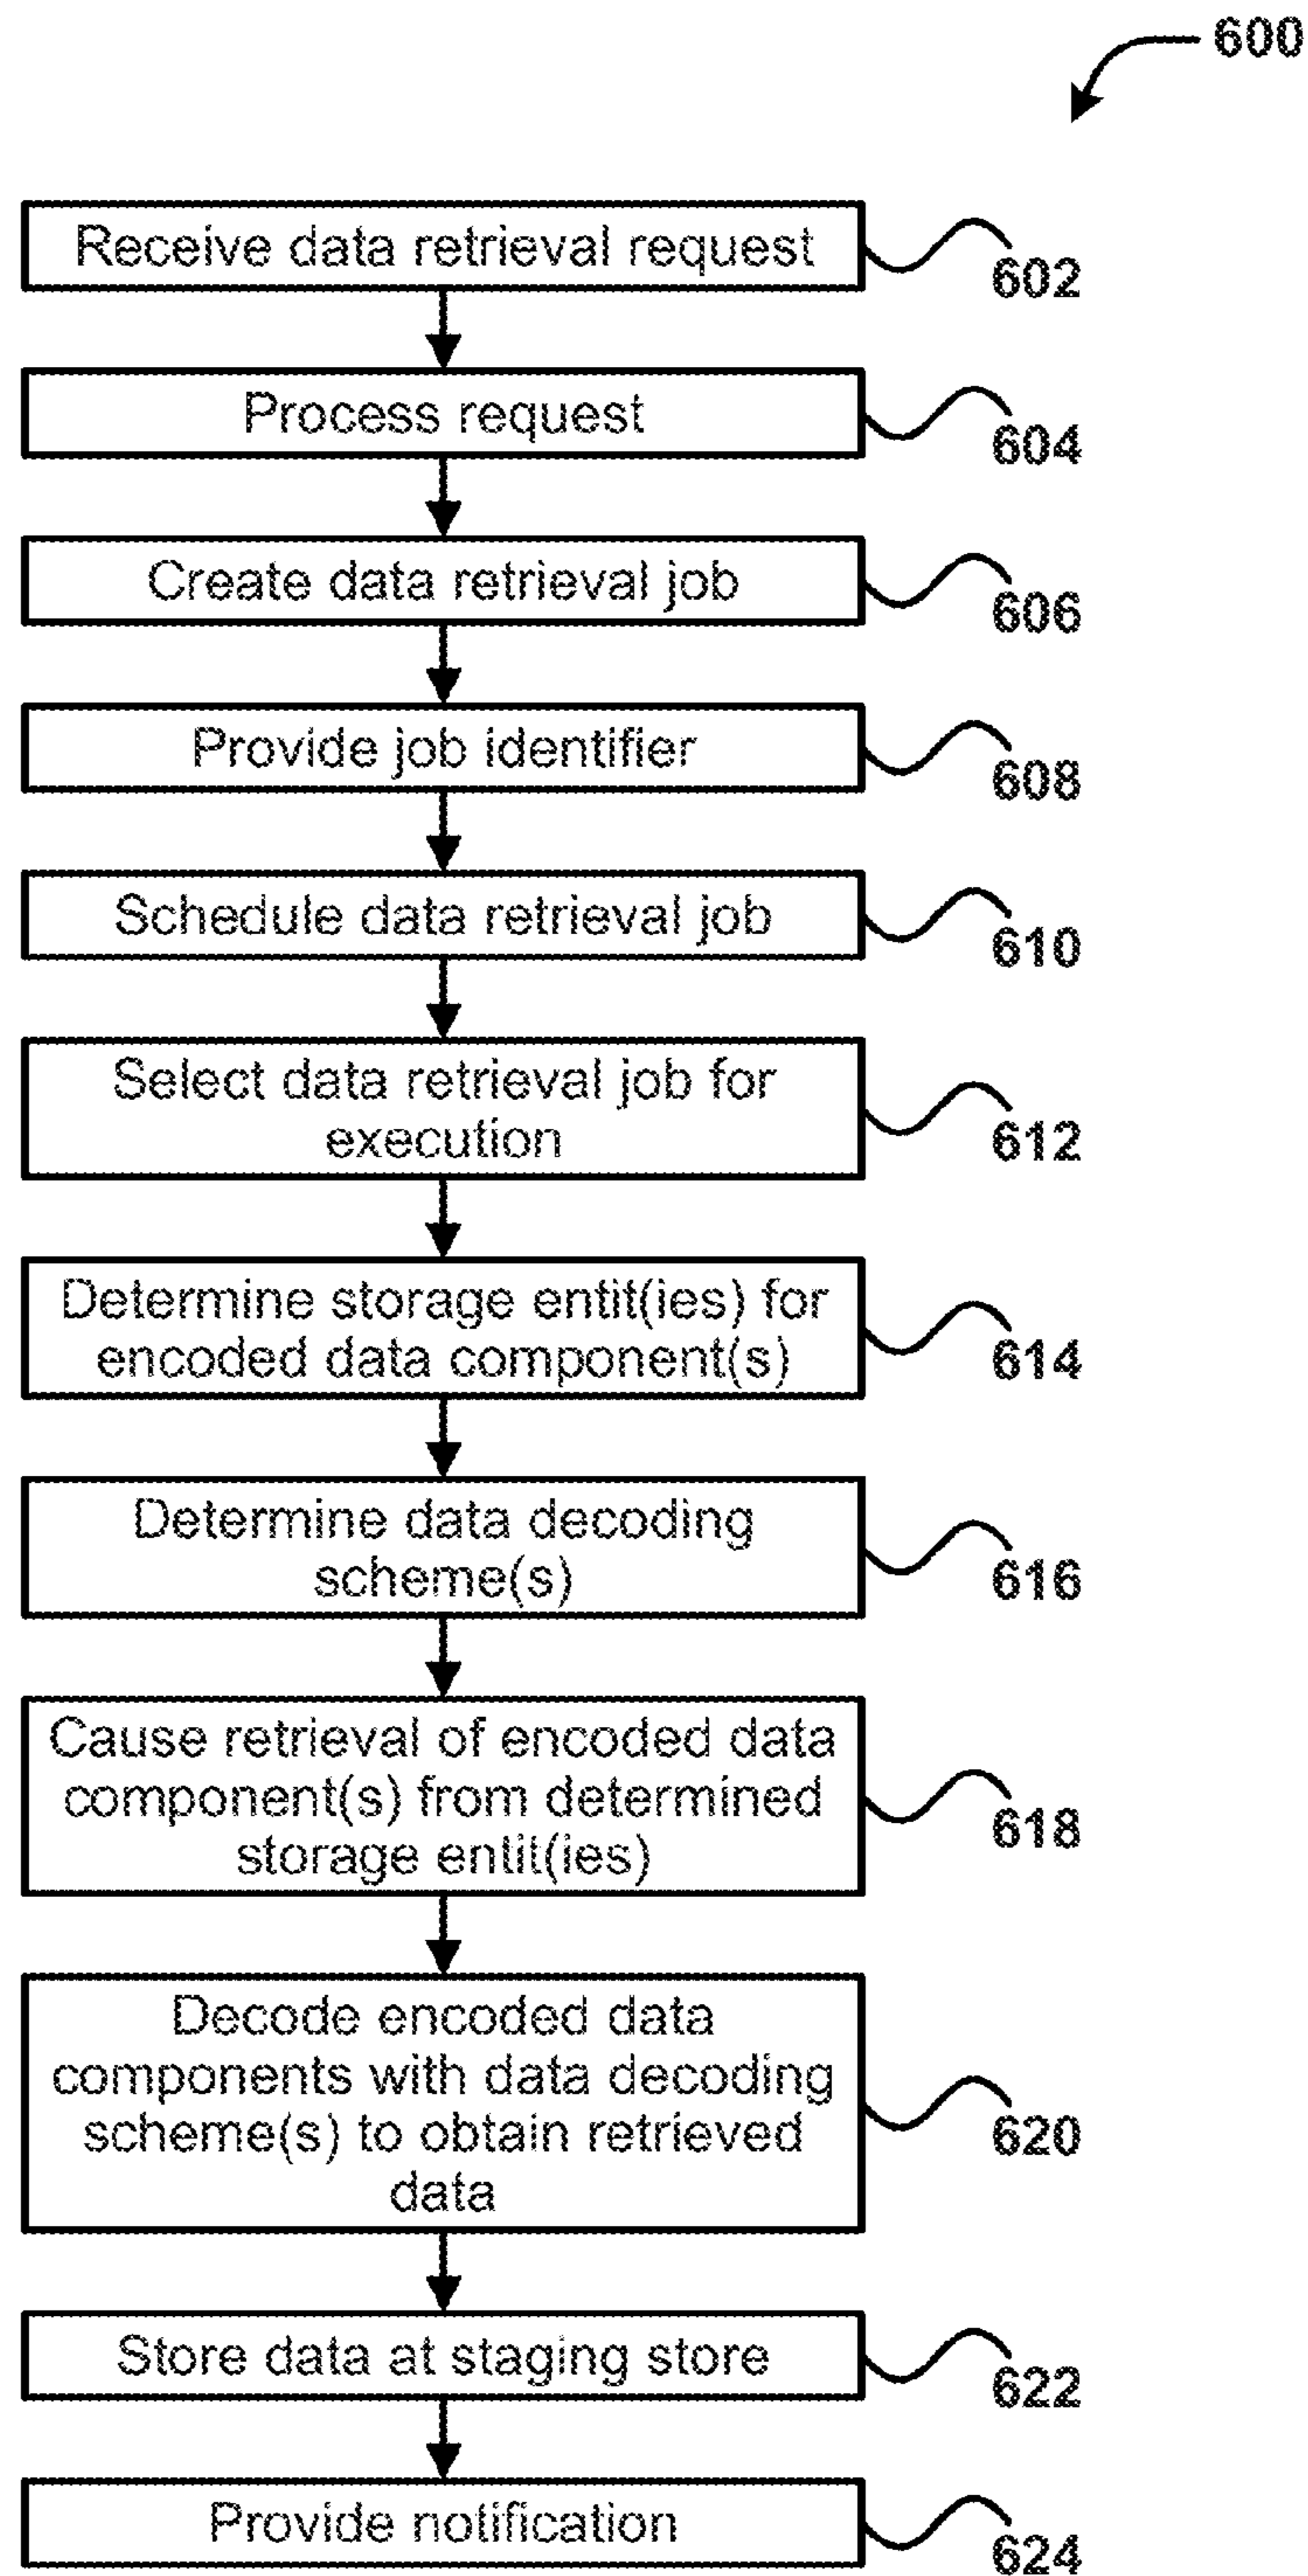 600
Receive data retrieval request
602
Process request
604
Create data retrieval job
606
Provide job identifier
608
Schedule data retrieval job
610
Select data retrieval job for
execution
612
Determine storage entit(ies) for
encoded data component(s)
614
Determine data decoding
scheme(s)
616
Cause retrieval of encoded data
component(s) from determined
storage entit(ies)
618
Decode encoded data
components with data decoding
scheme(s) to obtain retrieved
data
620
Store data at staging store
622
Provide notification
624